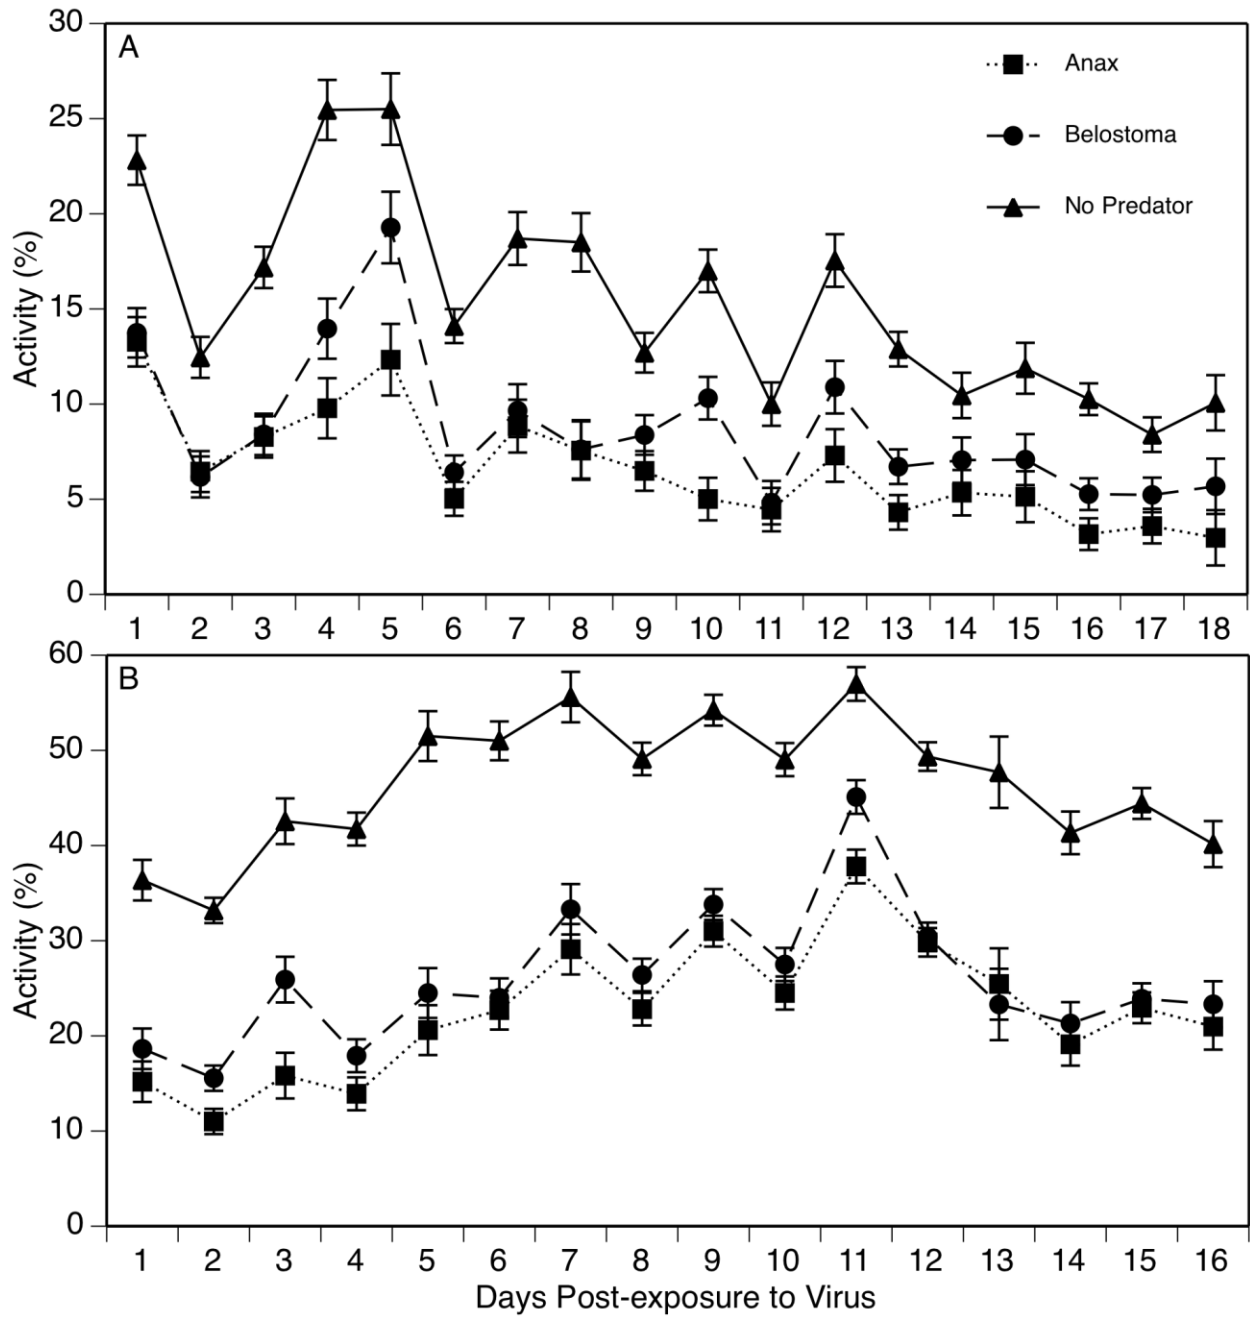 A
Activity (%)
30
25
20
15
10
5
0
Anax
Belostoma
No Predator
1 2 3 4 5 6 7 8 9 10 11 12 13 14 15 16 17 18
B
Activity (%)
60
50
40
30
20
10
0
1 2 3 4 5 6 7 8 9 10 11 12 13 14 15 16
Days Post-exposure to Virus